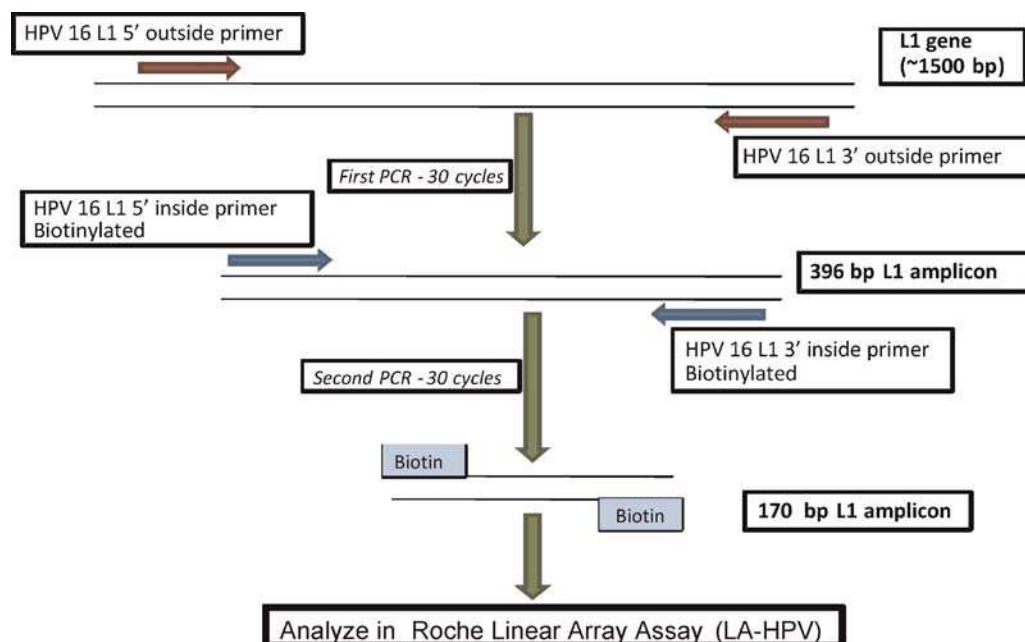 HPV 16 L1 5' outside primer
L1 gene
(~1500 bp)
HPV 16 L1 3' outside primer
First PCR - 30 cycles
HPV 16 L1 5' inside primer
Biotinylated
396 bp L1 amplicon
HPV 16 L1 3' inside primer
Biotinylated
Second PCR - 30 cycles
Biotin
Biotin
170 bp L1 amplicon
Analyze in Roche Linear Array Assay (LA-HPV)